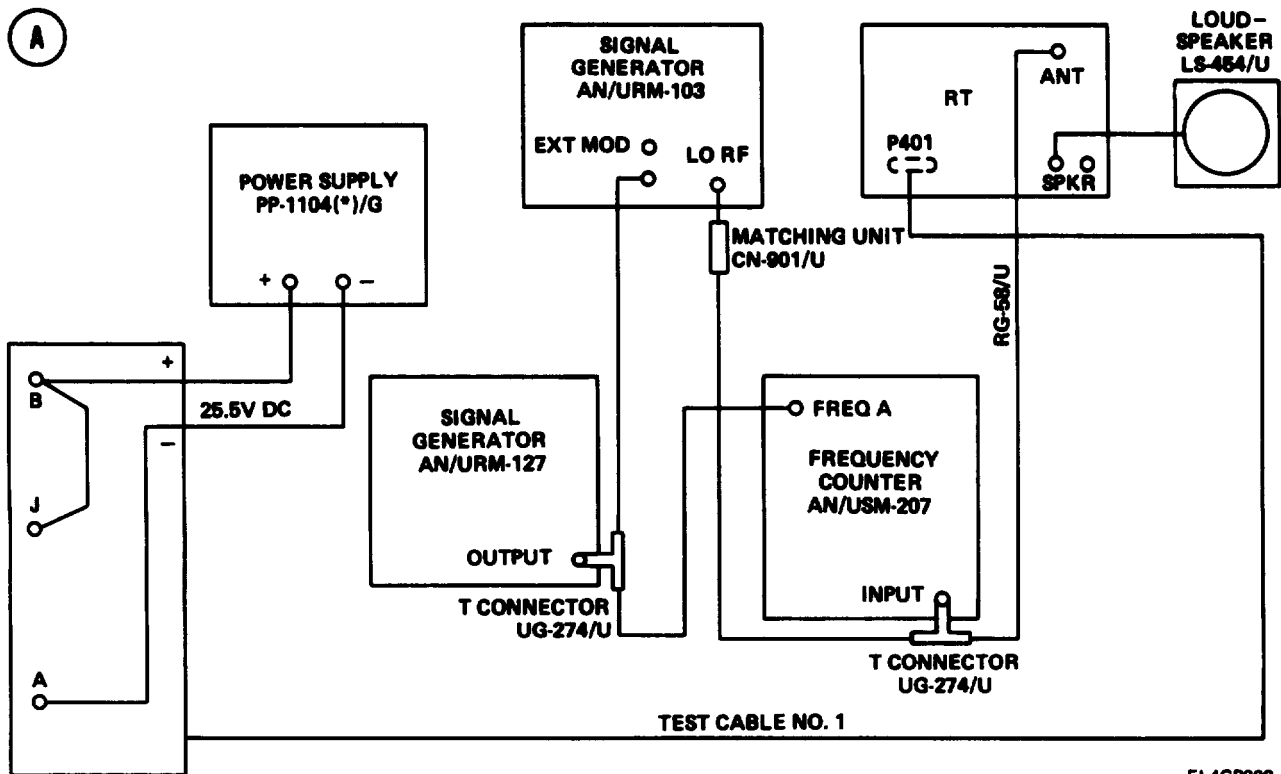 A
SIGNAL
GENERATOR
AN/URM-103
EXT MOD
LO RF
MATCHING UNIT
CN-901/U
RT
ANT
P401
SPKR
LOUD-
SPEAKER
LS-454/U
POWER SUPPLY
PP-1104(*)/G
+ −
+
B
25.5V DC
−
J
A
SIGNAL
GENERATOR
AN/URM-127
OUTPUT
T CONNECTOR
UG-274/U
FREQ A
FREQUENCY
COUNTER
AN/USM-207
INPUT
T CONNECTOR
UG-274/U
RG-58/U
TEST CABLE NO. 1